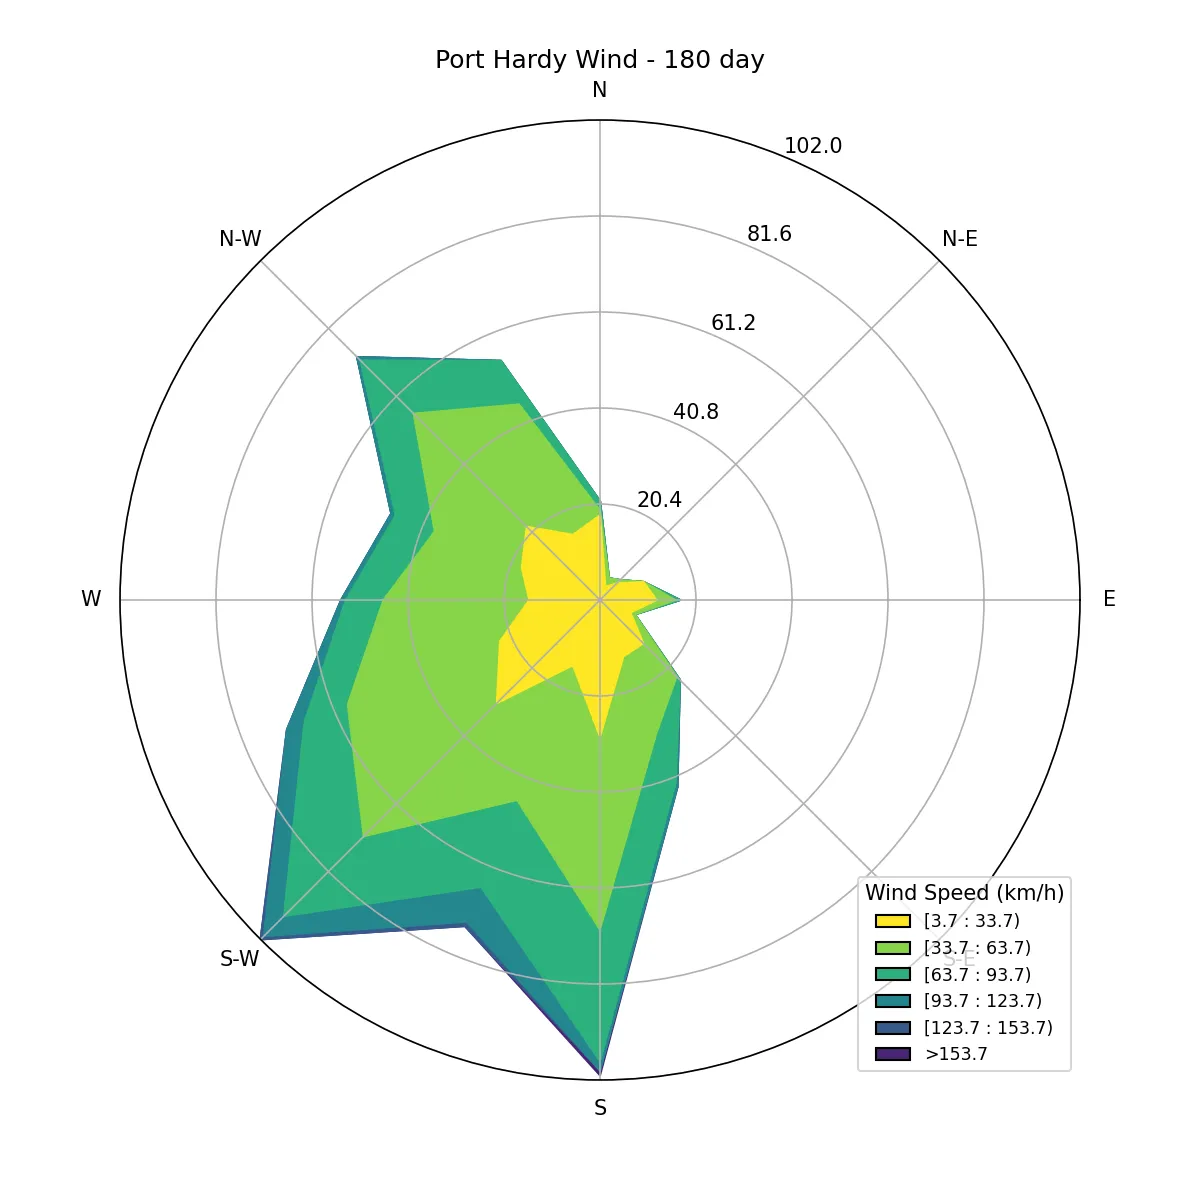 Port Hardy Wind - 180 day
N
102.0
N-W
81.6
N-E
61.2
40.8
20.4
W
E
Wind Speed (km/h)
[3.7 : 33.7)
[33.7 : 63.7)
S-W
S-E
[63.7 : 93.7)
[93.7 : 123.7)
[123.7 : 153.7)
>153.7
S